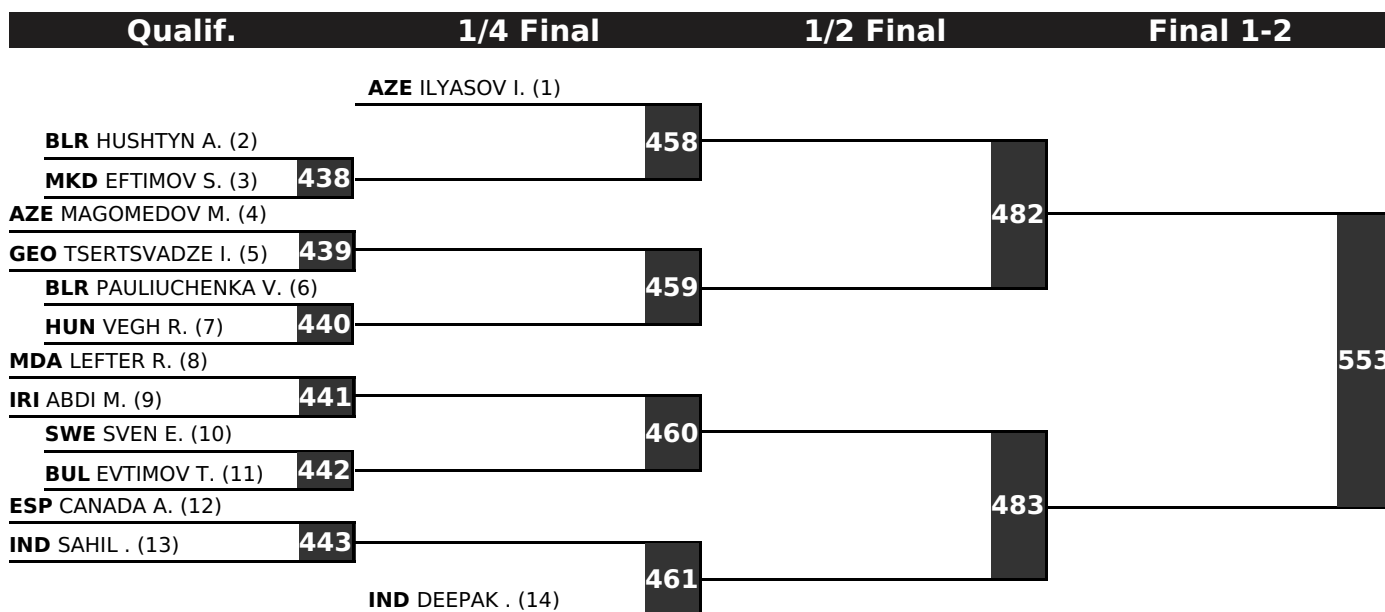 Qualif. 1/4 Final 1/2 Final Final 1-2
AZE ILYASOV I. (1)
BLR HUSHTYN A. (2)
458
MKD EFTIMOV S. (3) 438
AZE MAGOMEDOV M. (4)
482
GEO TSERTSVADZE I. (5) 439
BLR PAULIUCHENKA V. (6)
459
HUN VEGH R. (7) 440
MDA LEFTER R. (8)
553
IRI ABDI M. (9) 441
SWE SVEN E. (10)
460
BUL EVTIMOV T. (11) 442
ESP CANADA A. (12)
483
IND SAHIL . (13) 443
461
IND DEEPAK . (14)